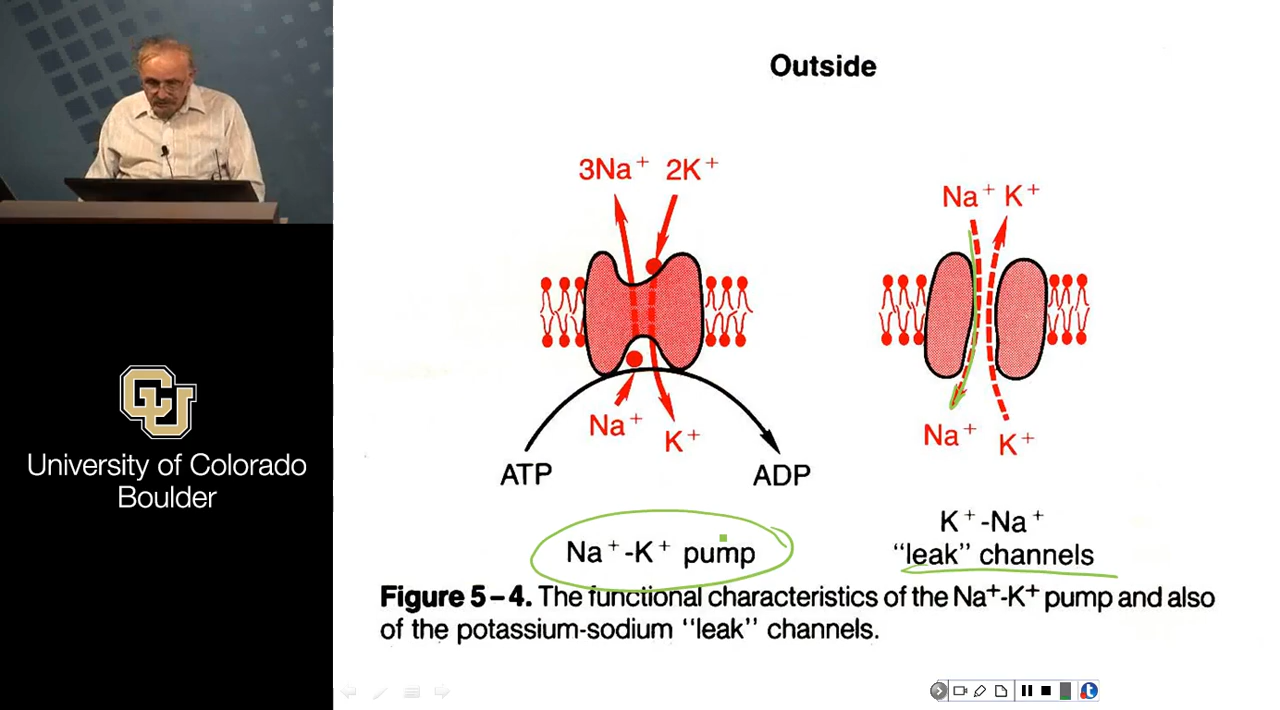 Outside
3Na⁺ 2K⁺
Na⁺ K⁺
Na⁺
K⁺
Na⁺
K⁺
ATP
ADP
K⁺-Na⁺
Na⁺-K⁺ pump
"leak" channels
Figure 5–4. The functional characteristics of the Na⁺-K⁺ pump and also
of the potassium-sodium "leak" channels.
CU
University of Colorado
Boulder